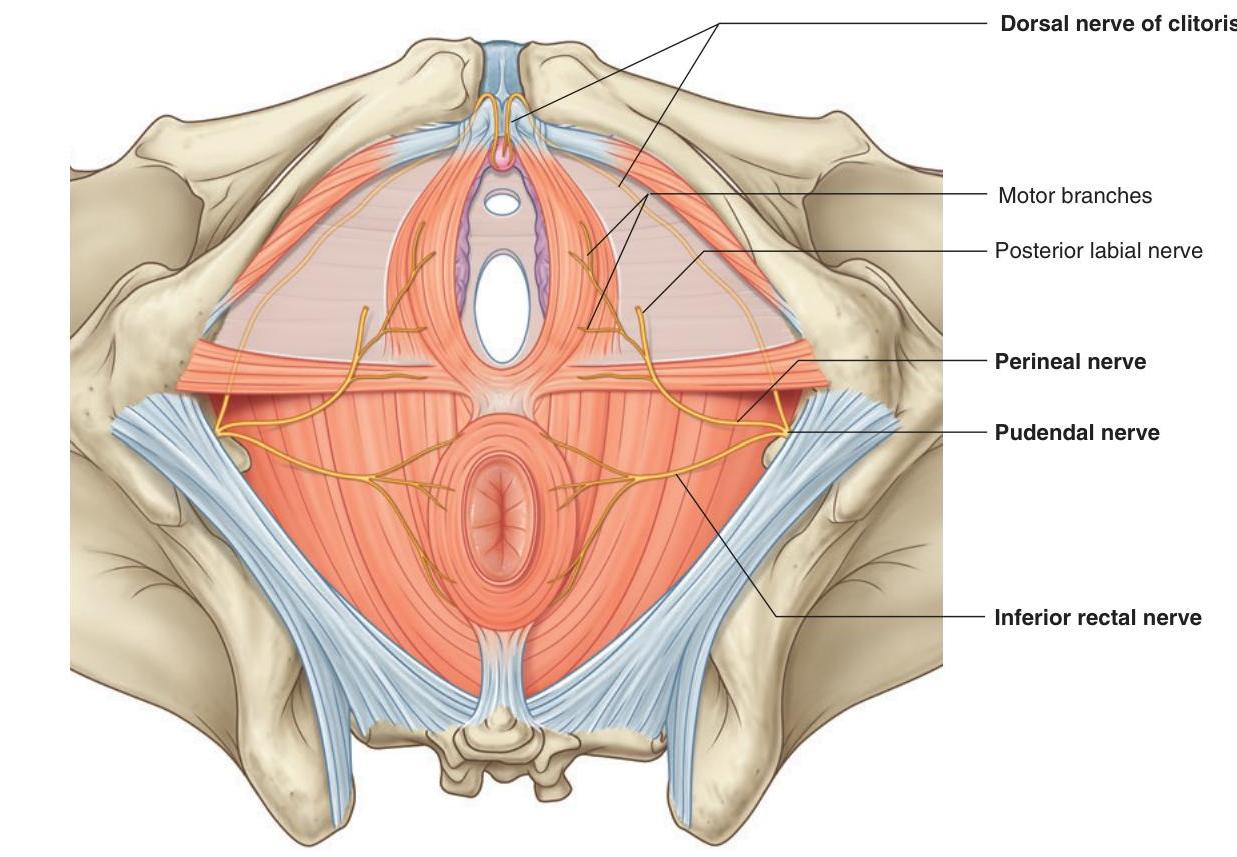 Dorsal nerve of clitoris
Motor branches
Posterior labial nerve
Perineal nerve
Pudendal nerve
Inferior rectal nerve